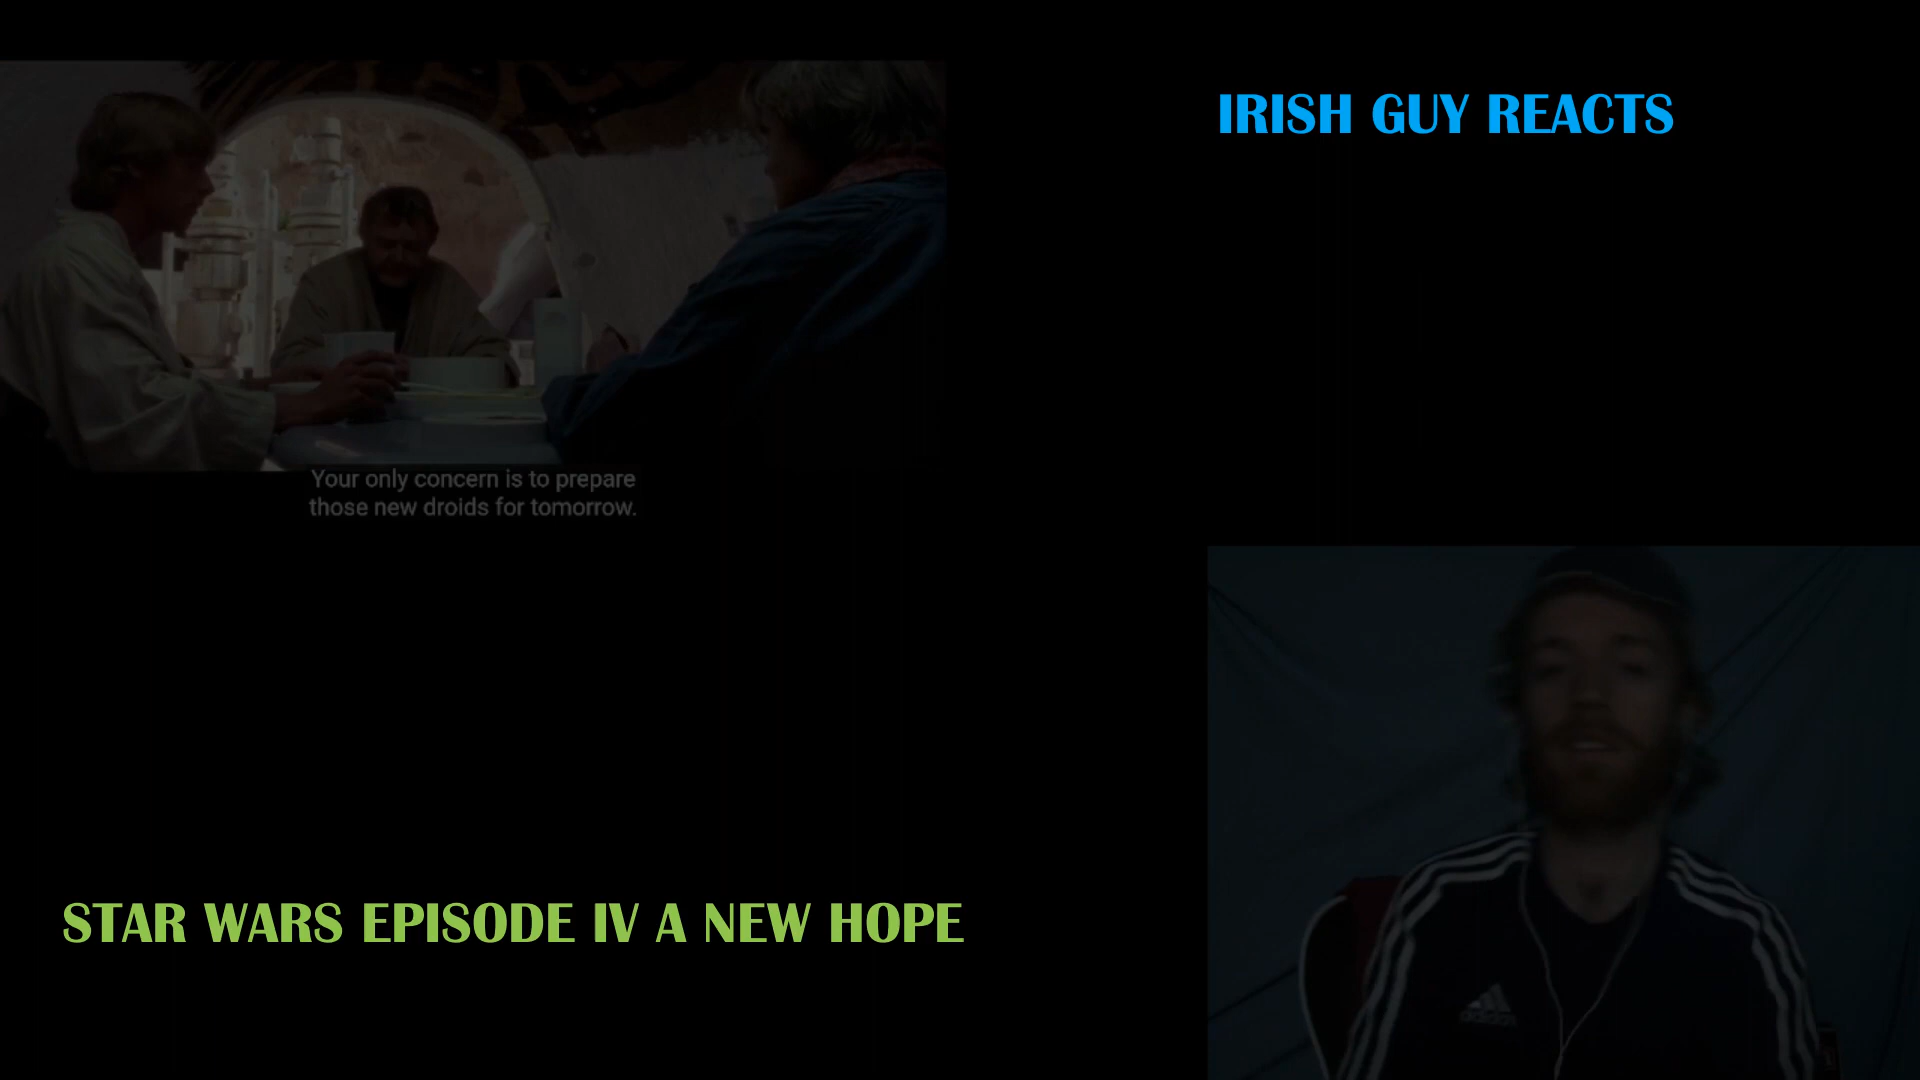 IRISH GUY REACTS
Your only concern is to prepare
those new droids for tomorrow.
STAR WARS EPISODE IV A NEW HOPE
adidas